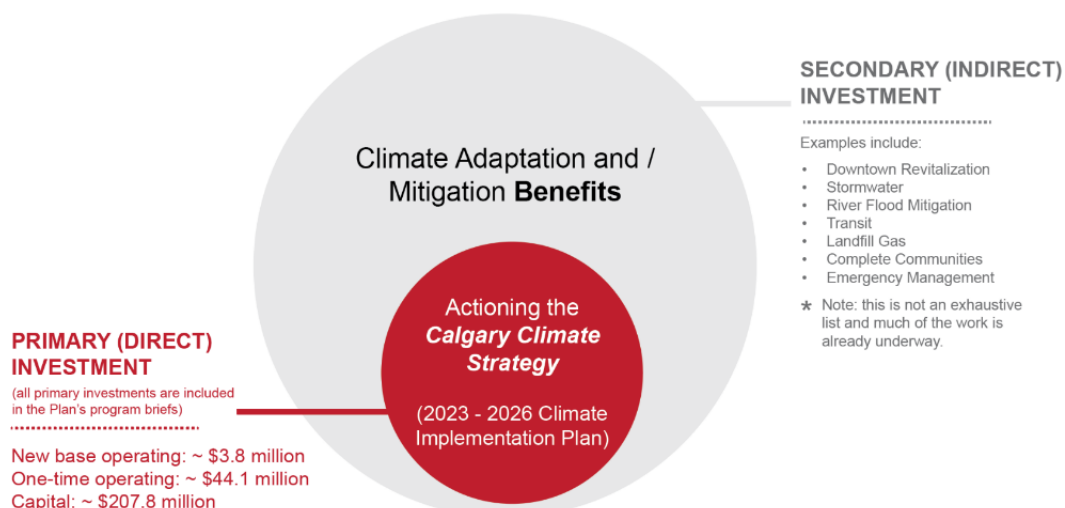 SECONDARY (INDIRECT)
INVESTMENT
Examples include:
• Downtown Revitalization
• Stormwater
• River Flood Mitigation
• Transit
• Landfill Gas
• Complete Communities
• Emergency Management
* Note: this is not an exhaustive
list and much of the work is
already underway.
Climate Adaptation and /
Mitigation Benefits
Actioning the
Calgary Climate
Strategy
(2023 - 2026 Climate
Implementation Plan)
PRIMARY (DIRECT)
INVESTMENT
(all primary investments are included
in the Plan's program briefs)
New base operating: ~ $3.8 million
One-time operating: ~ $44.1 million
Capital: ~ $207.8 million